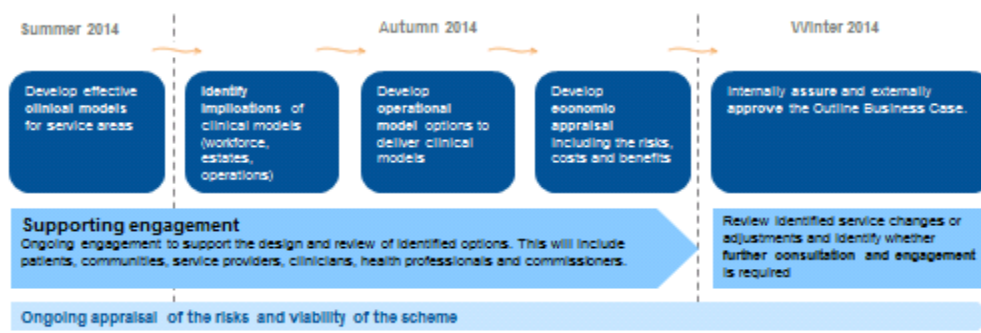 Summer 2014
Autumn 2014
Winter 2014
Develop effective
clinical models
for service areas
Identify
implications of
clinical models
(workforce,
estates,
operations)
Develop
operational
model options to
deliver clinical
models
Develop
economic
appraisal
including the risks,
costs and benefits
Internally assure and externally
approve the Outline Business Case.
Supporting engagement
Ongoing engagement to support the design and review of identified options. This will include
patients, communities, service providers, clinicians, health professionals and commissioners.
Review identified service changes or
adjustments and identify whether
further consultation and engagement
is required
Ongoing appraisal of the risks and viability of the scheme